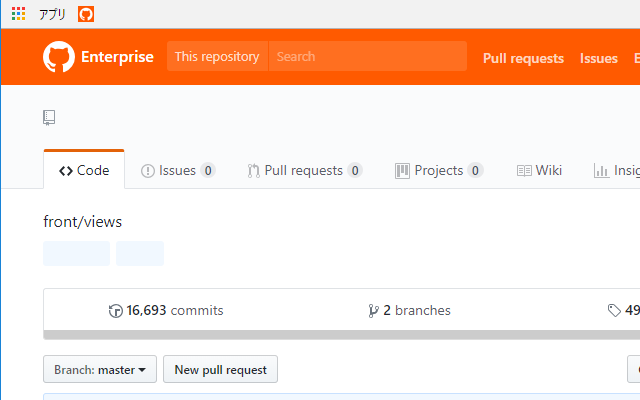 アプリ
Enterprise This repository Search Pull requests Issues
Code Issues 0 Pull requests 0 Projects 0 Wiki
front/views
16,693 commits 2 branches 49
Branch: master New pull request